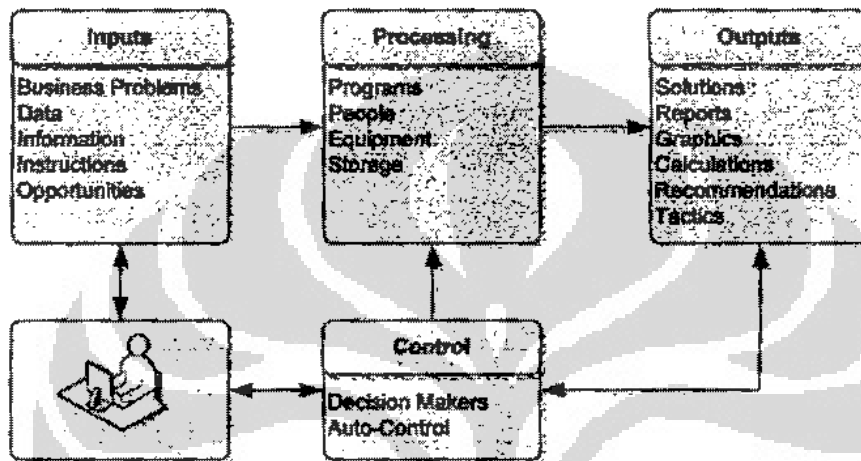 Inputs
Business Problems
Data
Information
Instructions
Opportunities
Processing
Programs
People
Equipment
Storage
Outputs
Solutions
Reports
Graphics
Calculations
Recommendations
Tactics
Control
Decision Makers
Auto-Control